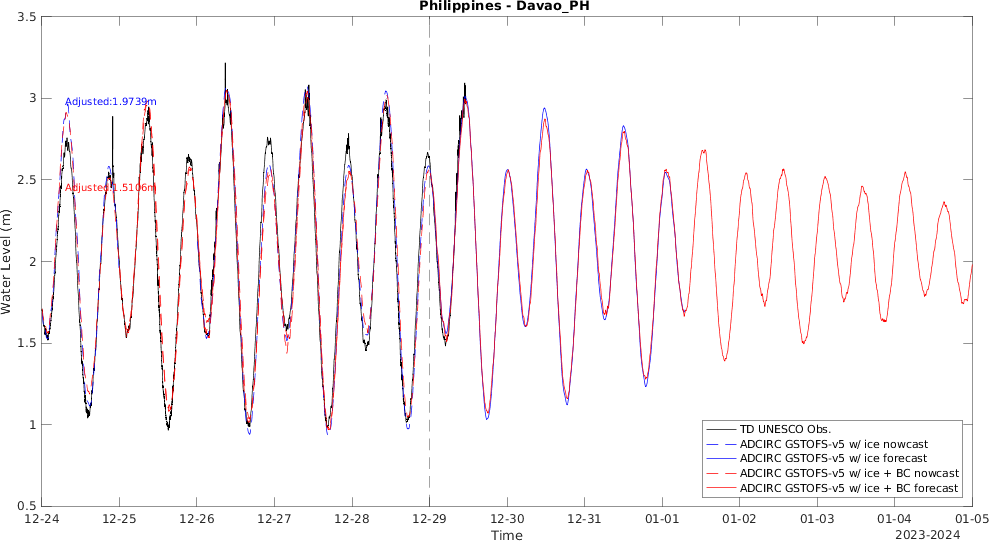 Philippines - Davao_PH
3.5
3
2.5
2
1.5
1
0.5
Water Level (m)
Adjusted:1.9739m
Adjusted:1.5106m
TD UNESCO Obs.
ADCIRC GSTOFS-v5 w/ ice nowcast
ADCIRC GSTOFS-v5 w/ ice forecast
ADCIRC GSTOFS-v5 w/ ice + BC nowcast
ADCIRC GSTOFS-v5 w/ ice + BC forecast
12-24 12-25 12-26 12-27 12-28 12-29 12-30 12-31 01-01 01-02 01-03 01-04 01-05
Time
2023-2024